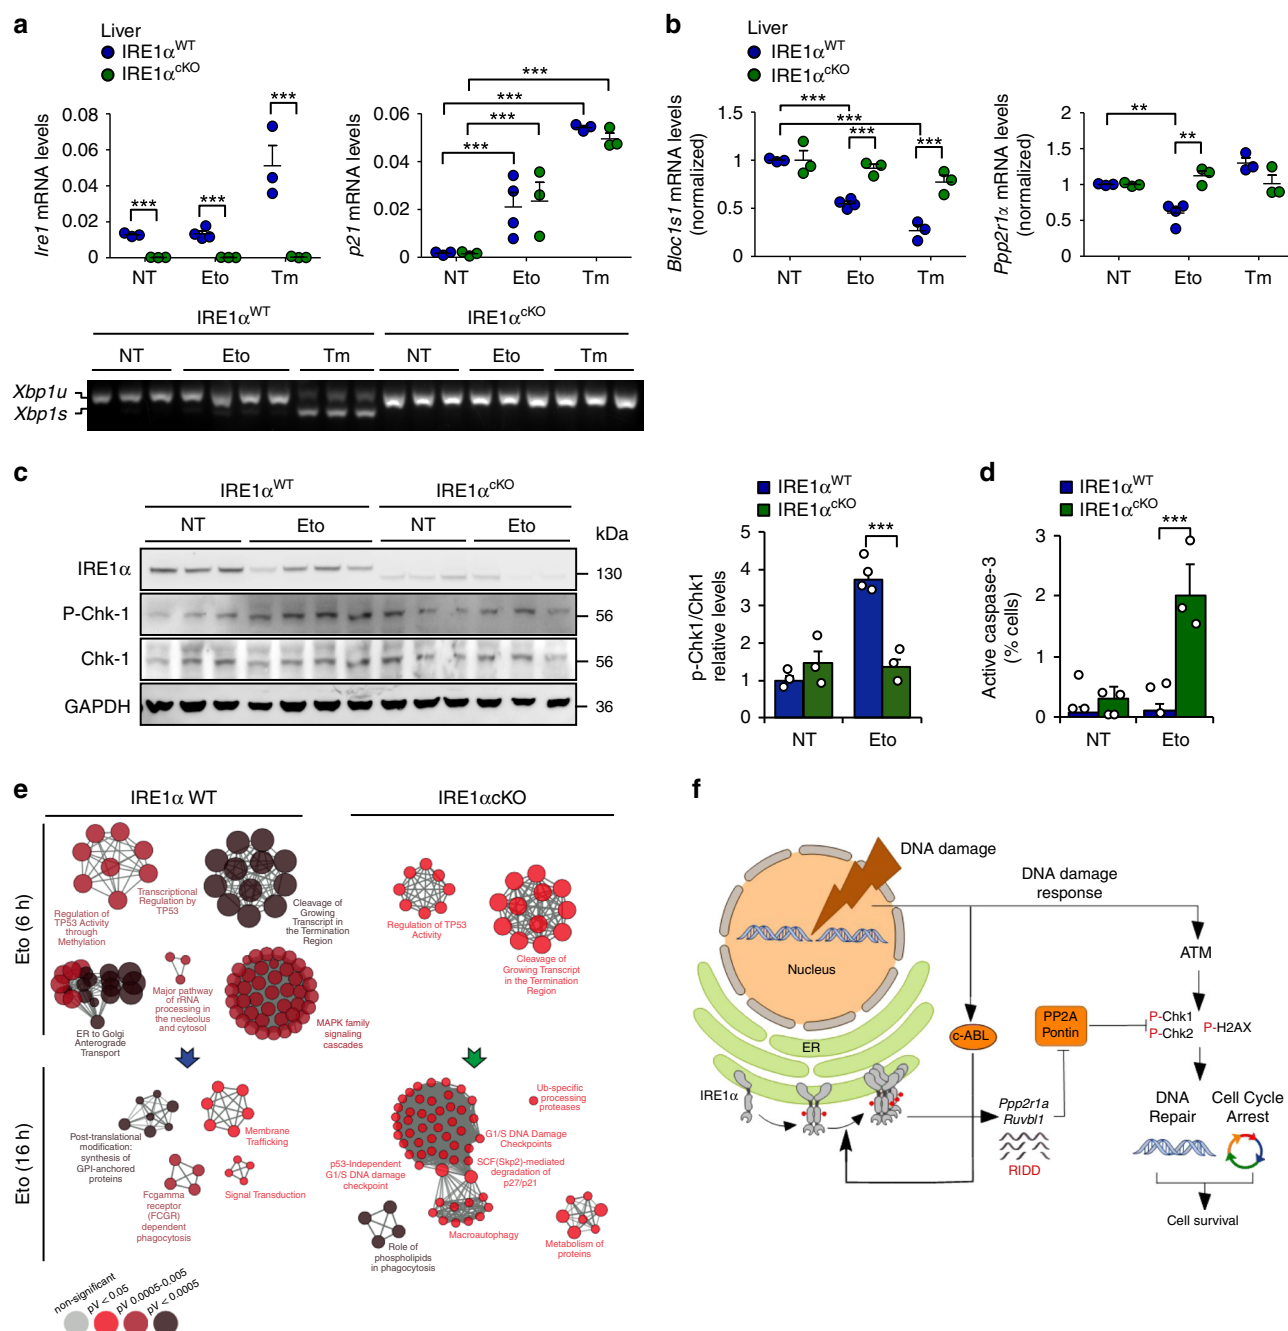 a
Liver
IRE1αWT
IRE1αcKO
Ire1 mRNA levels
0.08
0.06
0.04
0.02
0
***
***
***
NT
Eto
Tm
p21 mRNA levels
0.06
0.04
0.02
0
***
***
***
***
NT
Eto
Tm
IRE1αWT
IRE1αcKO
NT
Eto
Tm
NT
Eto
Tm
Xbp1u
Xbp1s
b
Liver
IRE1αWT
IRE1αcKO
Bloc1s1 mRNA levels
(normalized)
1.5
1
0.5
0
***
***
***
***
NT
Eto
Tm
Ppp2r1α mRNA levels
(normalized)
2
1.5
1
0.5
0
**
**
NT
Eto
Tm
c
IRE1αWT
IRE1αcKO
NT
Eto
NT
Eto
kDa
IRE1α
130
P-Chk-1
56
Chk-1
56
GAPDH
36
IRE1αWT
IRE1αcKO
p-Chk1/Chk1
relative levels
5
4
3
2
1
0
***
NT
Eto
d
IRE1αWT
IRE1αcKO
Active caspase-3
(% cells)
3
2
1
0
***
NT
Eto
e
IRE1α WT
IRE1αcKO
Eto (6 h)
Regulation of
TP53 Activity
through
Methylation
Transcriptional
Regulation by
TP53
Cleavage of
Growing
Transcript in
the Termination
Region
ER to Golgi
Anterograde
Transport
Major pathway
of rRNA
processing in
the necleolus
and cytosol
MAPK family
signaling
cascades
Regulation of TP53
Activity
Cleavage of
Growing Transcript
in the Termination
Region
Eto (16 h)
Post-translational
modification:
synthesis of
GPI-anchored
proteins
Membrane
Trafficking
Fcgamma
receptor
(FCGR)
dependent
phagocytosis
Signal Transduction
Ub-specific
processing
proteases
G1/S DNA Damage
Checkpoints
p53-Independent
G1/S DNA damage
checkpoint
SCF(Skp2)-mediated
degradation of
p27/p21
Macroautophagy
Role of
phospholipids
in phagocytosis
Metabolism of
proteins
non-significant
pV < 0.05
pV 0.0005-0.005
pV < 0.0005
f
DNA damage
DNA damage
response
Nucleus
ATM
ER
c-ABL
PP2A
Pontin
P-Chk1
P-Chk2
P-H2AX
IRE1α
Ppp2r1a
Ruvbl1
RIDD
DNA
Repair
Cell Cycle
Arrest
Cell survival